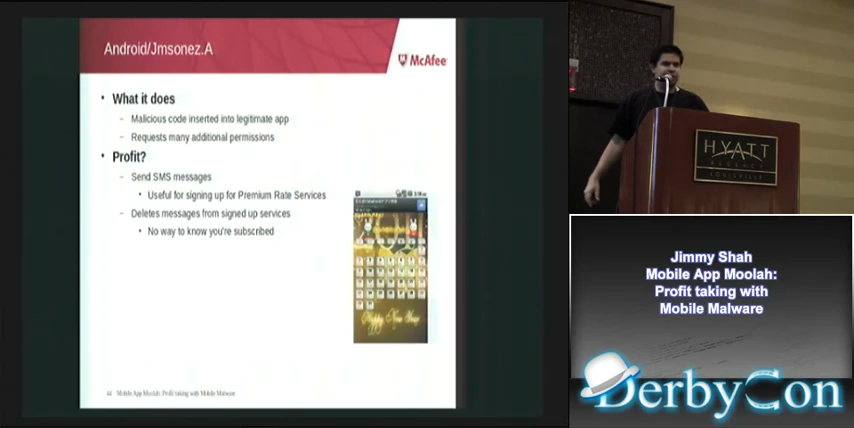 Android/Jmsonez.A
McAfee
• What it does
– Malicious code inserted into legitimate app
– Requests many additional permissions
• Profit?
– Send SMS messages
• Useful for signing up for Premium Rate Services
– Deletes messages from signed up services
• No way to know you're subscribed
Happy New Year
44 Mobile App Moolah: Profit taking with Mobile Malware
HYATT
REGENCY
LOUISVILLE
Jimmy Shah
Mobile App Moolah:
Profit taking with
Mobile Malware
DerbyCon